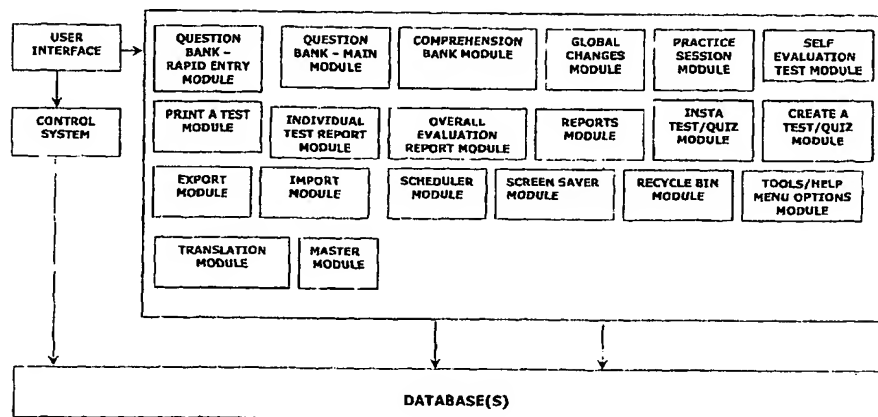 USER
INTERFACE
QUESTION
BANK –
RAPID ENTRY
MODULE
QUESTION
BANK – MAIN
MODULE
COMPREHENSION
BANK MODULE
GLOBAL
CHANGES
MODULE
PRACTICE
SESSION
MODULE
SELF
EVALUATION
TEST MODULE
CONTROL
SYSTEM
PRINT A TEST
MODULE
INDIVIDUAL
TEST REPORT
MODULE
OVERALL
EVALUATION
REPORT MODULE
REPORTS
MODULE
INSTA
TEST/QUIZ
MODULE
CREATE A
TEST/QUIZ
MODULE
EXPORT
MODULE
IMPORT
MODULE
SCHEDULER
MODULE
SCREEN SAVER
MODULE
RECYCLE BIN
MODULE
TOOLS/HELP
MENU OPTIONS
MODULE
TRANSLATION
MODULE
MASTER
MODULE
DATABASE(S)